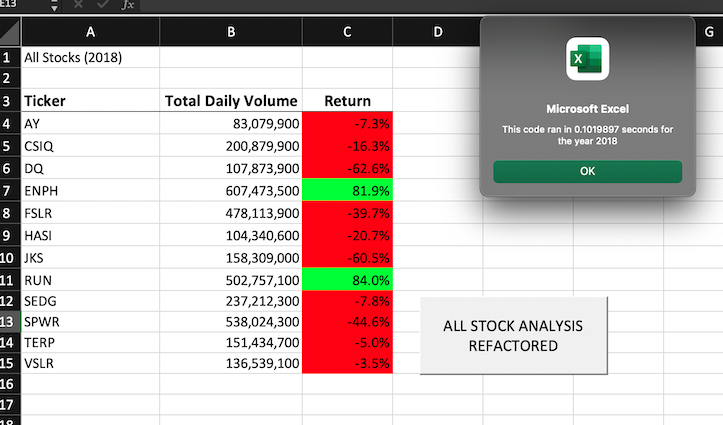 E13 fx
A B C D G
1 All Stocks (2018)
2
3 Ticker Total Daily Volume Return
4 AY 83,079,900 -7.3%
5 CSIQ 200,879,900 -16.3%
6 DQ 107,873,900 -62.6%
7 ENPH 607,473,500 81.9%
8 FSLR 478,113,900 -39.7%
9 HASI 104,340,600 -20.7%
10 JKS 158,309,000 -60.5%
11 RUN 502,757,100 84.0%
12 SEDG 237,212,300 -7.8%
13 SPWR 538,024,300 -44.6%
14 TERP 151,434,700 -5.0%
15 VSLR 136,539,100 -3.5%
16
17
18
X
Microsoft Excel
This code ran in 0.1019897 seconds for
the year 2018
OK
ALL STOCK ANALYSIS
REFACTORED